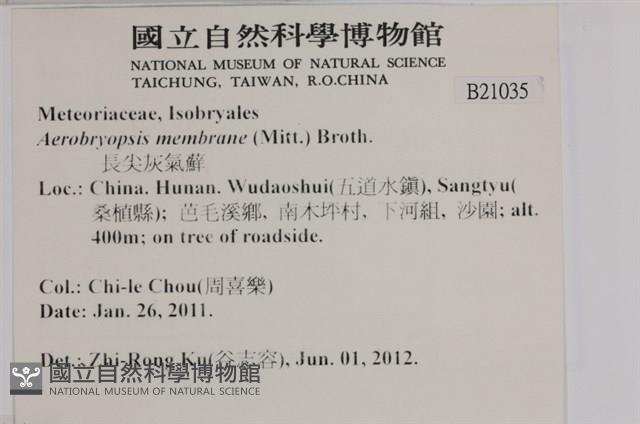 國立自然科學博物館
NATIONAL MUSEUM OF NATURAL SCIENCE
TAICHUNG, TAIWAN, R.O.CHINA
B21035
Meteoriaceae, Isobryales
Aerobryopsis membrane (Mitt.) Broth.
長尖灰氣蘚
Loc.: China. Hunan. Wudaoshui(五道水鎮), Sangtyu(
桑植縣); 芭毛溪鄉, 南木坪村, 下河組, 沙園; alt.
400m; on tree of roadside.
Col.: Chi-le Chou(周喜樂)
Date: Jan. 26, 2011.
Det.: Zhi-Rong Ku(谷志容), Jun. 01, 2012.
國立自然科學博物館
NATIONAL MUSEUM OF NATURAL SCIENCE